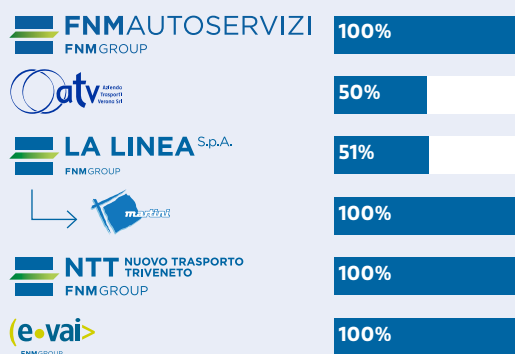 FNMAUTOSERVIZI
FNMGROUP
100%
atv Azienda
Trasporti
Verona Srl
50%
LA LINEA S.p.A.
FNMGROUP
51%
martini
100%
NTT NUOVO TRASPORTO
TRIVENETO
FNMGROUP
100%
(e•vai>
FNMGROUP
100%